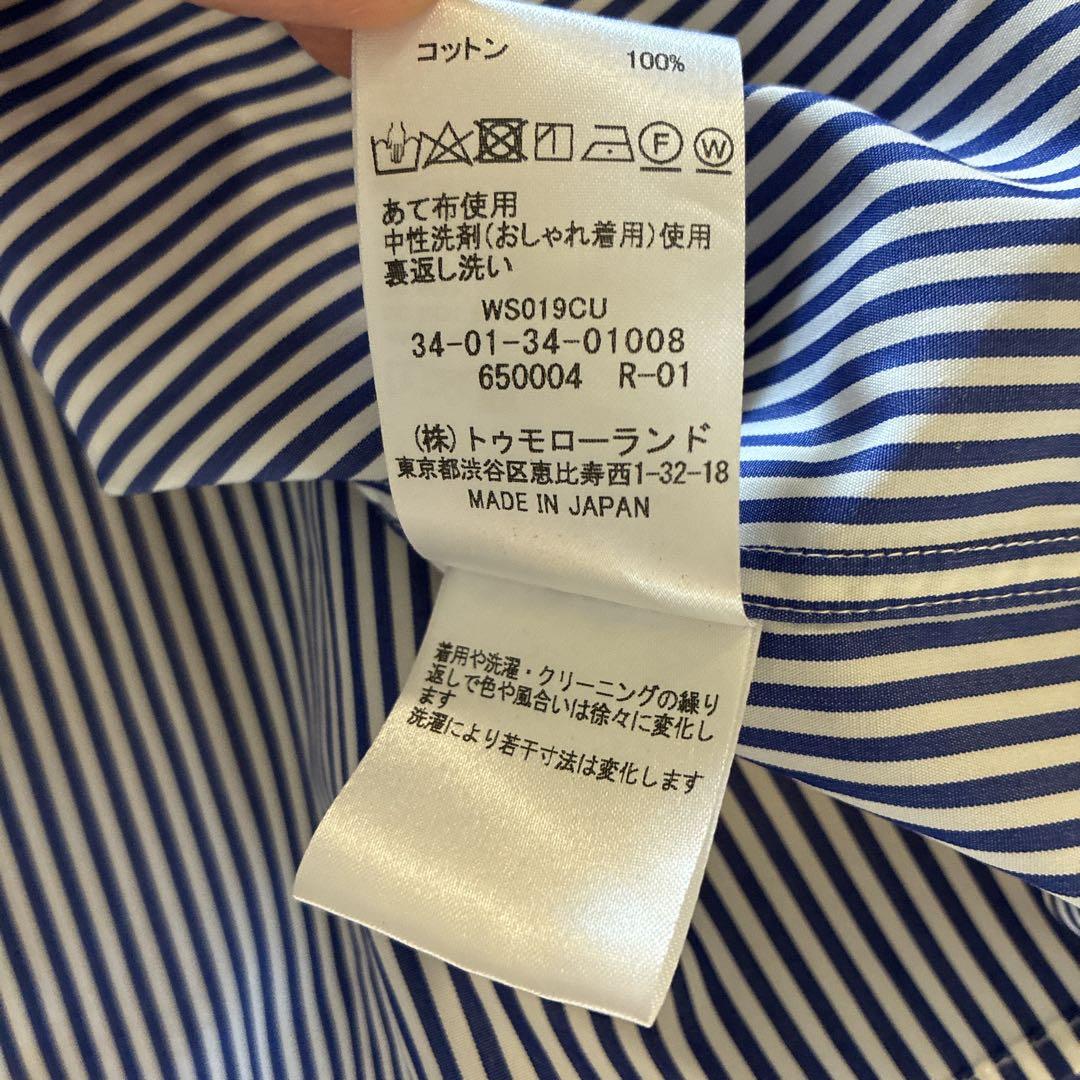 コットン 100%
F W
あて布使用
中性洗剤(おしゃれ着用)使用
裏返し洗い
WS019CU
34-01-34-01008
650004 R-01
(株)トゥモローランド
東京都渋谷区恵比寿西1-32-18
MADE IN JAPAN
着用や洗濯・クリーニングの繰り
返しで色や風合いは徐々に変化し
ます
洗濯により若干寸法は変化します